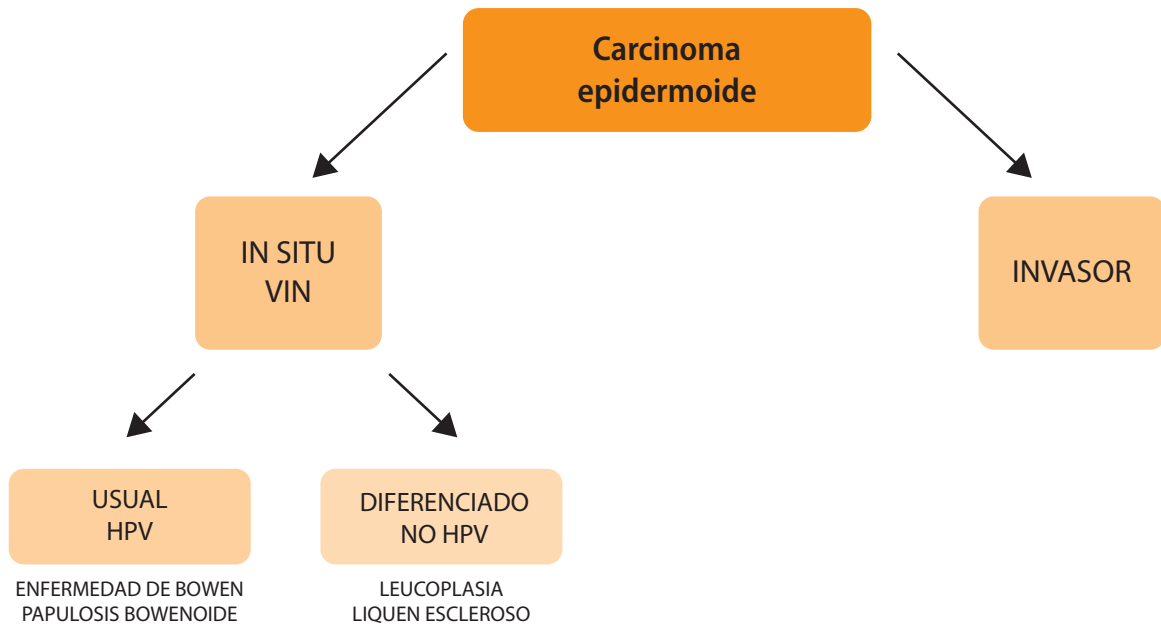 Carcinoma
epidermoide
IN SITU
VIN
INVASOR
USUAL
HPV
DIFERENCIADO
NO HPV
ENFERMEDAD DE BOWEN
PAPULOSIS BOWENOIDE
LEUCOPLASIA
LIQUEN ESCLEROSO